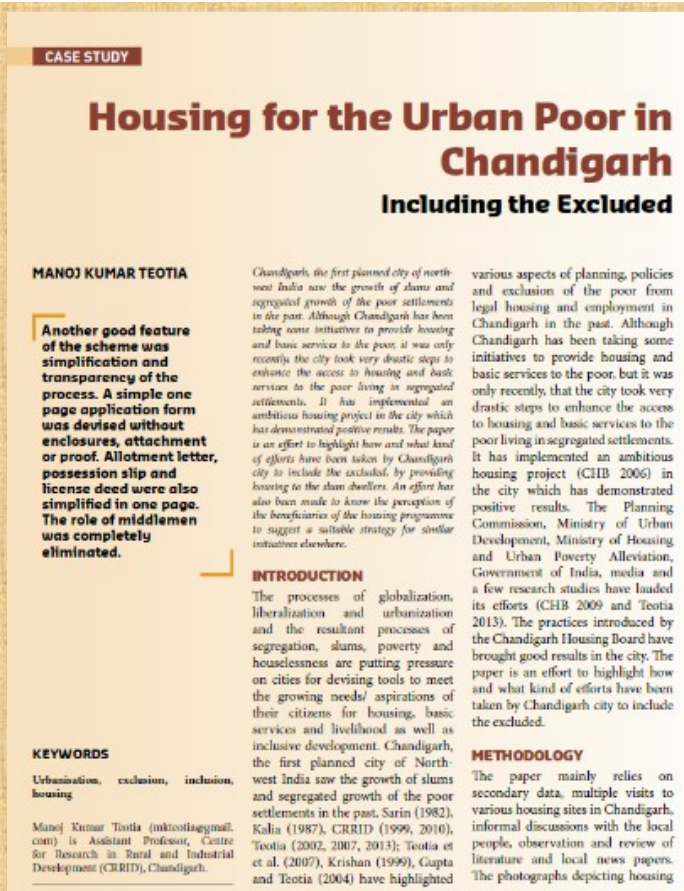 CASE STUDY
Housing for the Urban Poor in
Chandigarh
Including the Excluded
MANOJ KUMAR TEOTIA
Another good feature
of the scheme was
simplification and
transparency of the
process. A simple one
page application form
was devised without
enclosures, attachment
or proof. Allotment letter,
possession slip and
license deed were also
simplified in one page.
The role of middlemen
was completely
eliminated.
KEYWORDS
Urbanisation, exclusion, inclusion,
housing
Manoj Kumar Teotia (mkteotia@gmail.
com) is Assistant Professor, Centre
for Research in Rural and Industrial
Development (CRRID), Chandigarh.
Chandigarh, the first planned city of north-
west India saw the growth of slums and
segregated growth of the poor settlements
in the past. Although Chandigarh has been
taking some initiatives to provide housing
and basic services to the poor, it was only
recently, the city took very drastic steps to
enhance the access to housing and basic
services to the poor living in segregated
settlements. It has implemented an
ambitious housing project in the city which
has demonstrated positive results. The paper
is an effort to highlight how and what kind
of efforts have been taken by Chandigarh
city to include the excluded, by providing
housing to the slum dwellers. An effort has
also been made to know the perception of
the beneficiaries of the housing programme
to suggest a suitable strategy for similar
initiatives elsewhere.
INTRODUCTION
The processes of globalization,
liberalization and urbanization
and the resultant processes of
segregation, slums, poverty and
houselessness are putting pressure
on cities for devising tools to meet
the growing needs/ aspirations of
their citizens for housing, basic
services and livelihood as well as
inclusive development. Chandigarh,
the first planned city of North-
west India saw the growth of slums
and segregated growth of the poor
settlements in the past. Sarin (1982),
Kalia (1987), CRRID (1999, 2010),
Teotia (2002, 2007, 2013); Teotia et
et al. (2007), Krishan (1999), Gupta
and Teotia (2004) have highlighted
various aspects of planning, policies
and exclusion of the poor from
legal housing and employment in
Chandigarh in the past. Although
Chandigarh has been taking some
initiatives to provide housing and
basic services to the poor, but it was
only recently, that the city took very
drastic steps to enhance the access
to housing and basic services to the
poor living in segregated settlements.
It has implemented an ambitious
housing project (CHB 2006) in
the city which has demonstrated
positive results. The Planning
Commission, Ministry of Urban
Development, Ministry of Housing
and Urban Poverty Alleviation,
Government of India, media and
a few research studies have lauded
its efforts (CHB 2009 and Teotia
2013). The practices introduced by
the Chandigarh Housing Board have
brought good results in the city. The
paper is an effort to highlight how
and what kind of efforts have been
taken by Chandigarh city to include
the excluded.
METHODOLOGY
The paper mainly relies on
secondary data, multiple visits to
various housing sites in Chandigarh,
informal discussions with the local
people, observation and review of
literature and local news papers.
The photographs depicting housing